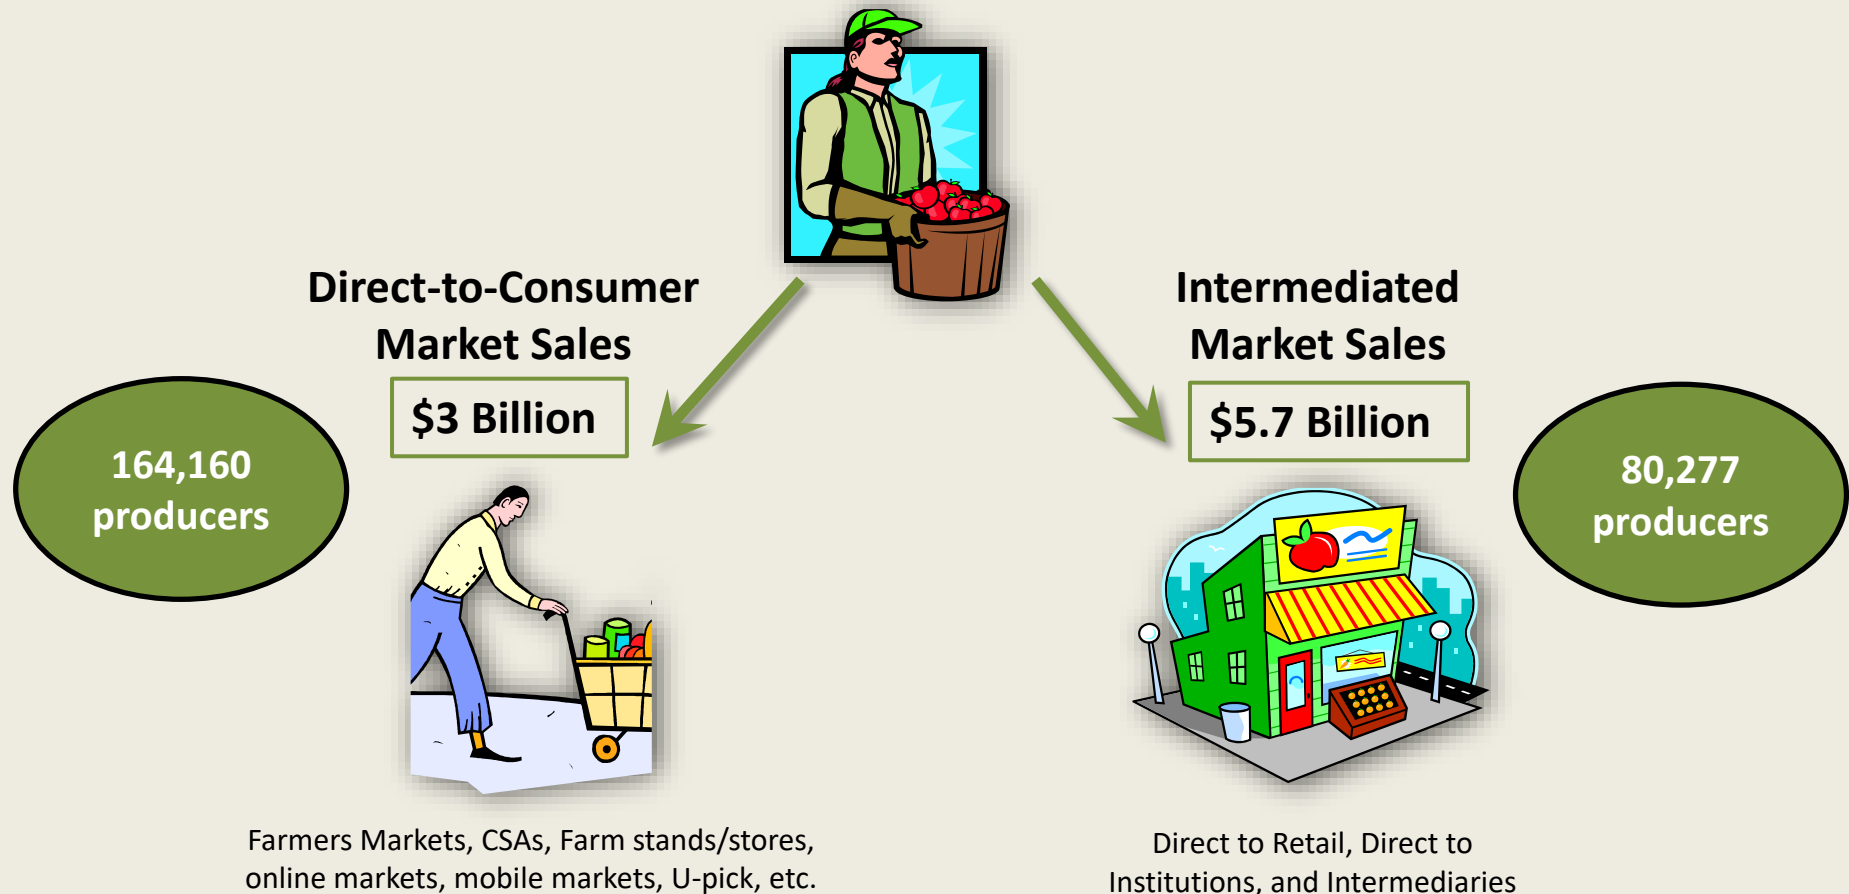 Direct-to-Consumer
Market Sales
$3 Billion
164,160
producers
Farmers Markets, CSAs, Farm stands/stores,
online markets, mobile markets, U-pick, etc.
Intermediated
Market Sales
$5.7 Billion
80,277
producers
Direct to Retail, Direct to
Institutions, and Intermediaries